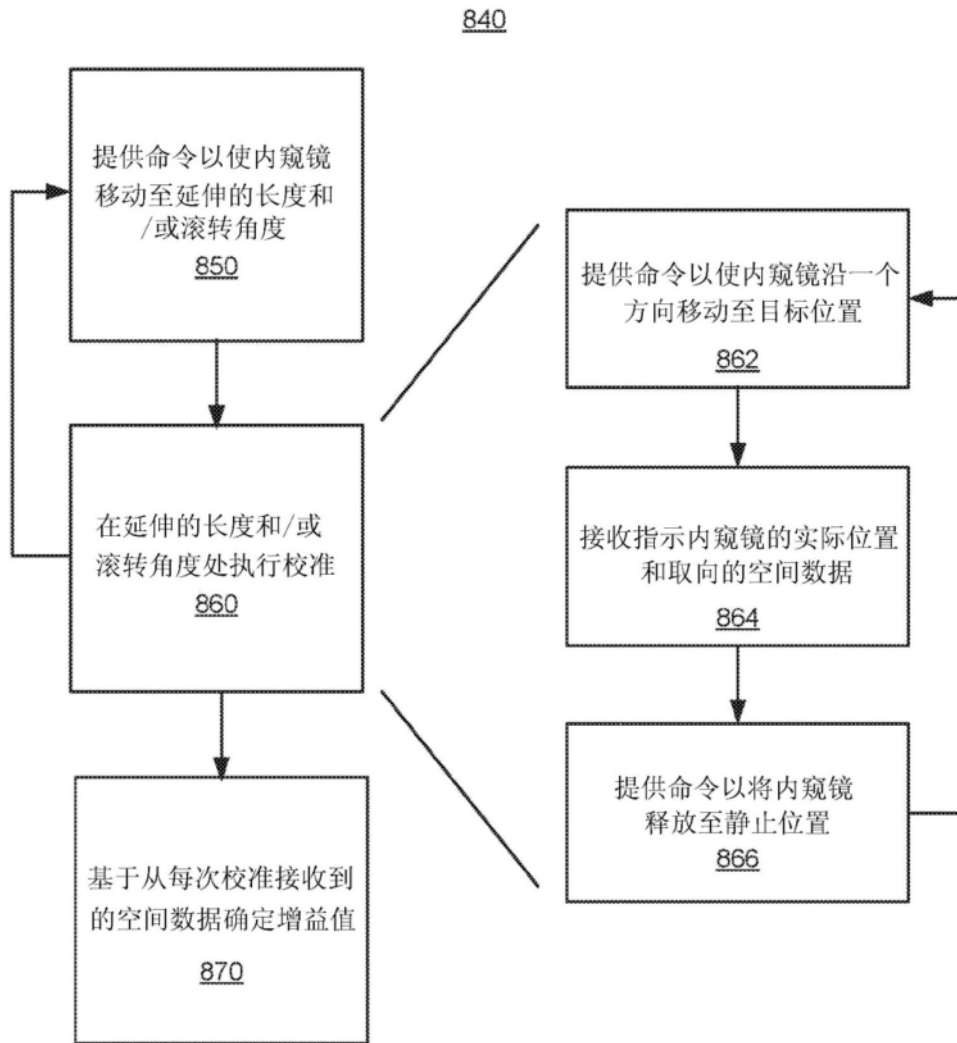 840
提供命令以使内窥镜
移动至延伸的长度和
/或滚转角度
850
在延伸的长度和/或
滚转角度处执行校准
860
基于从每次校准接收到
的空间数据确定增益值
870
提供命令以使内窥镜沿一个
方向移动至目标位置
862
接收指示内窥镜的实际位置
和取向的空间数据
864
提供命令以将内窥镜
释放至静止位置
866